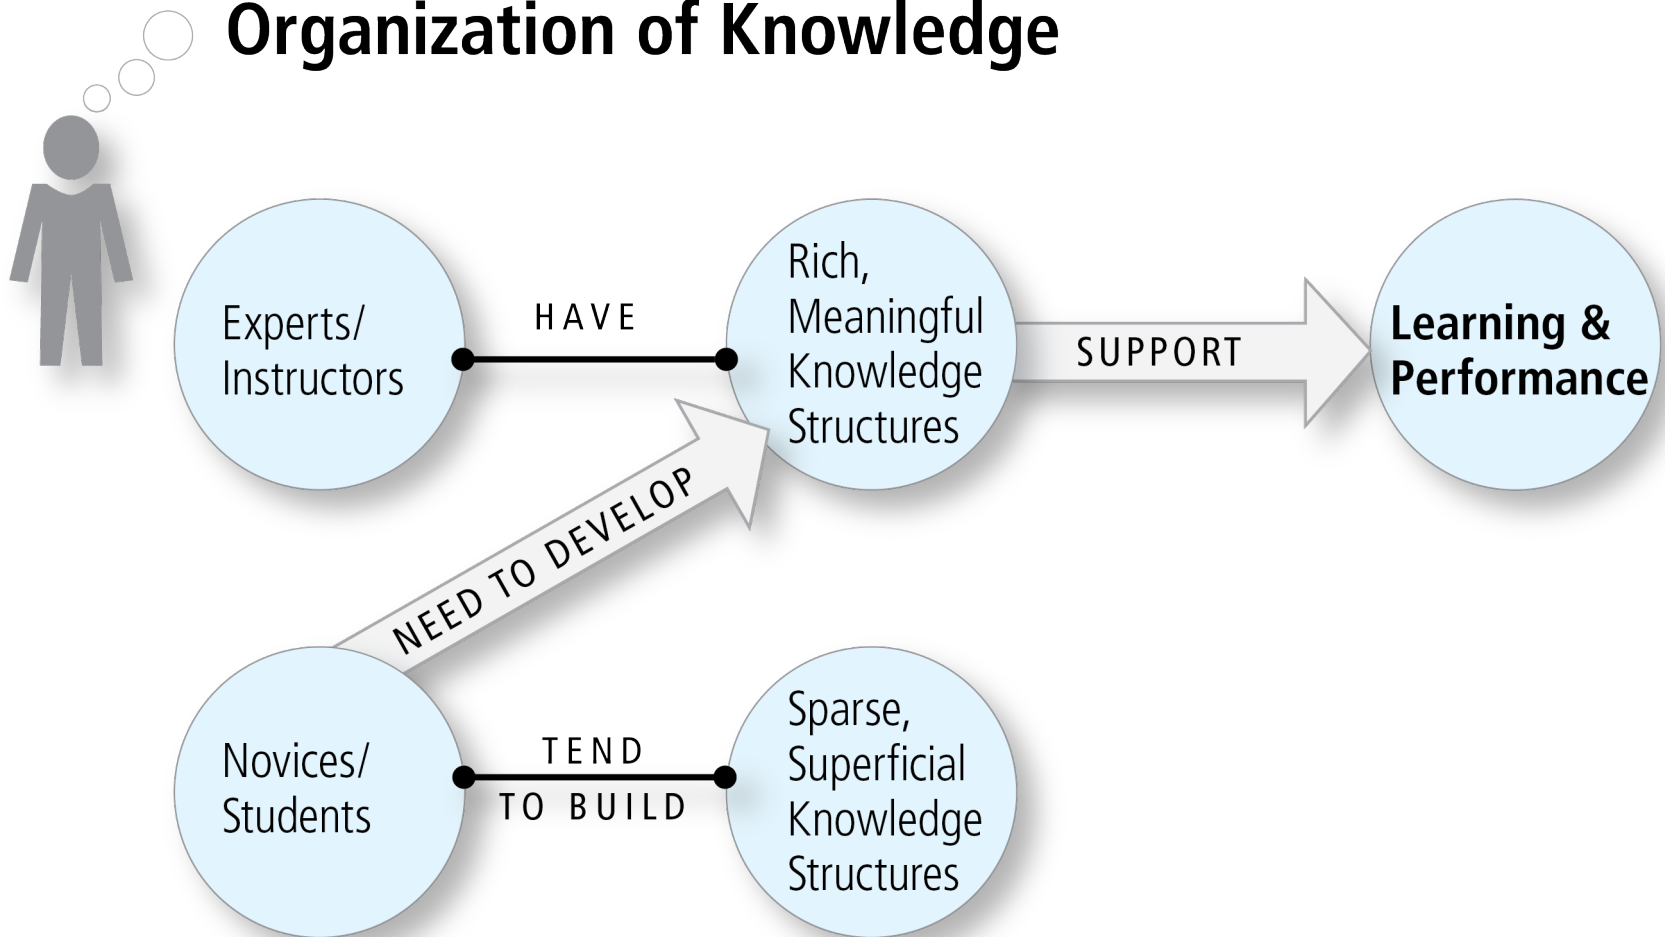 Organization of Knowledge
Experts/
Instructors
HAVE
Rich,
Meaningful
Knowledge
Structures
SUPPORT
Learning &
Performance
NEED TO DEVELOP
Novices/
Students
TEND
TO BUILD
Sparse,
Superficial
Knowledge
Structures